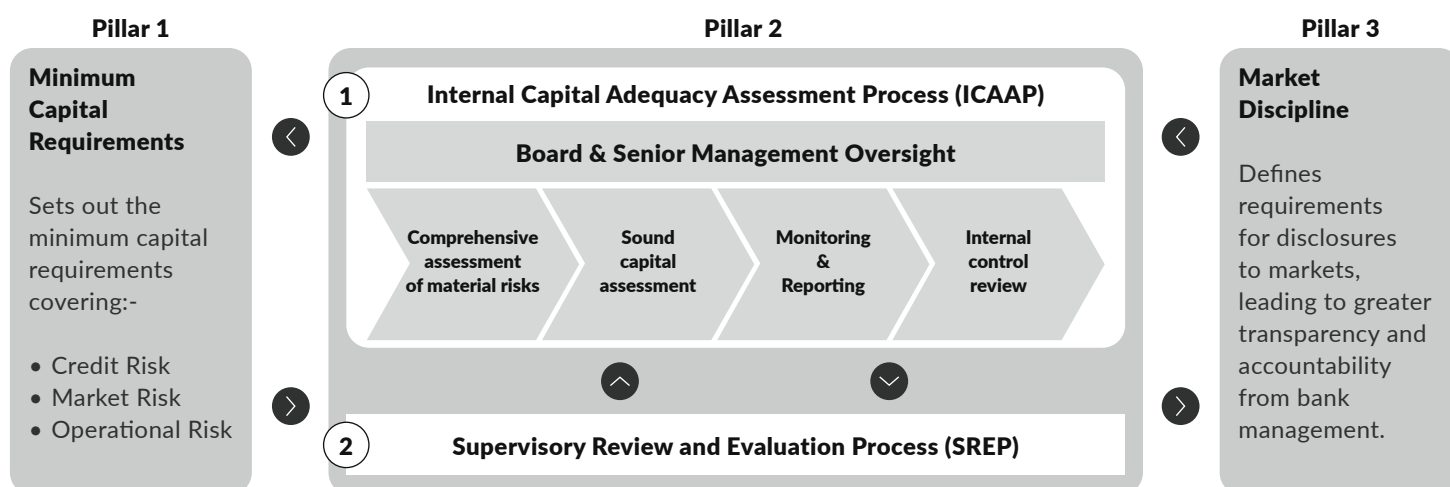 Pillar 1
Minimum
Capital
Requirements
Sets out the
minimum capital
requirements
covering:-
• Credit Risk
• Market Risk
• Operational Risk
Pillar 2
1
Internal Capital Adequacy Assessment Process (ICAAP)
Board & Senior Management Oversight
Comprehensive
assessment
of material risks
Sound
capital
assessment
Monitoring
&
Reporting
Internal
control
review
2
Supervisory Review and Evaluation Process (SREP)
Pillar 3
Market
Discipline
Defines
requirements
for disclosures
to markets,
leading to greater
transparency and
accountability
from bank
management.